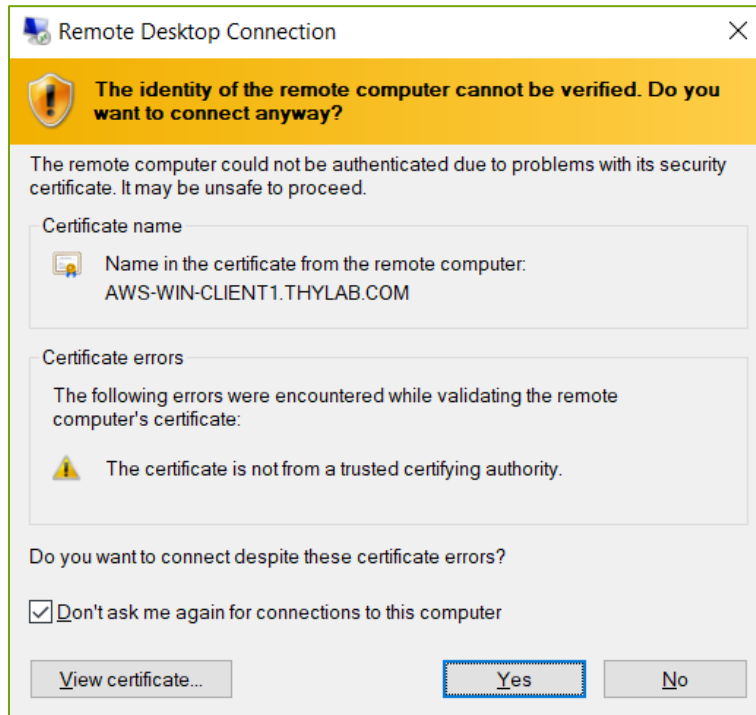 Remote Desktop Connection
The identity of the remote computer cannot be verified. Do you
want to connect anyway?
The remote computer could not be authenticated due to problems with its security
certificate. It may be unsafe to proceed.
Certificate name
Name in the certificate from the remote computer:
AWS-WIN-CLIENT1.THYLAB.COM
Certificate errors
The following errors were encountered while validating the remote
computer's certificate:
The certificate is not from a trusted certifying authority.
Do you want to connect despite these certificate errors?
Don't ask me again for connections to this computer
View certificate... Yes No